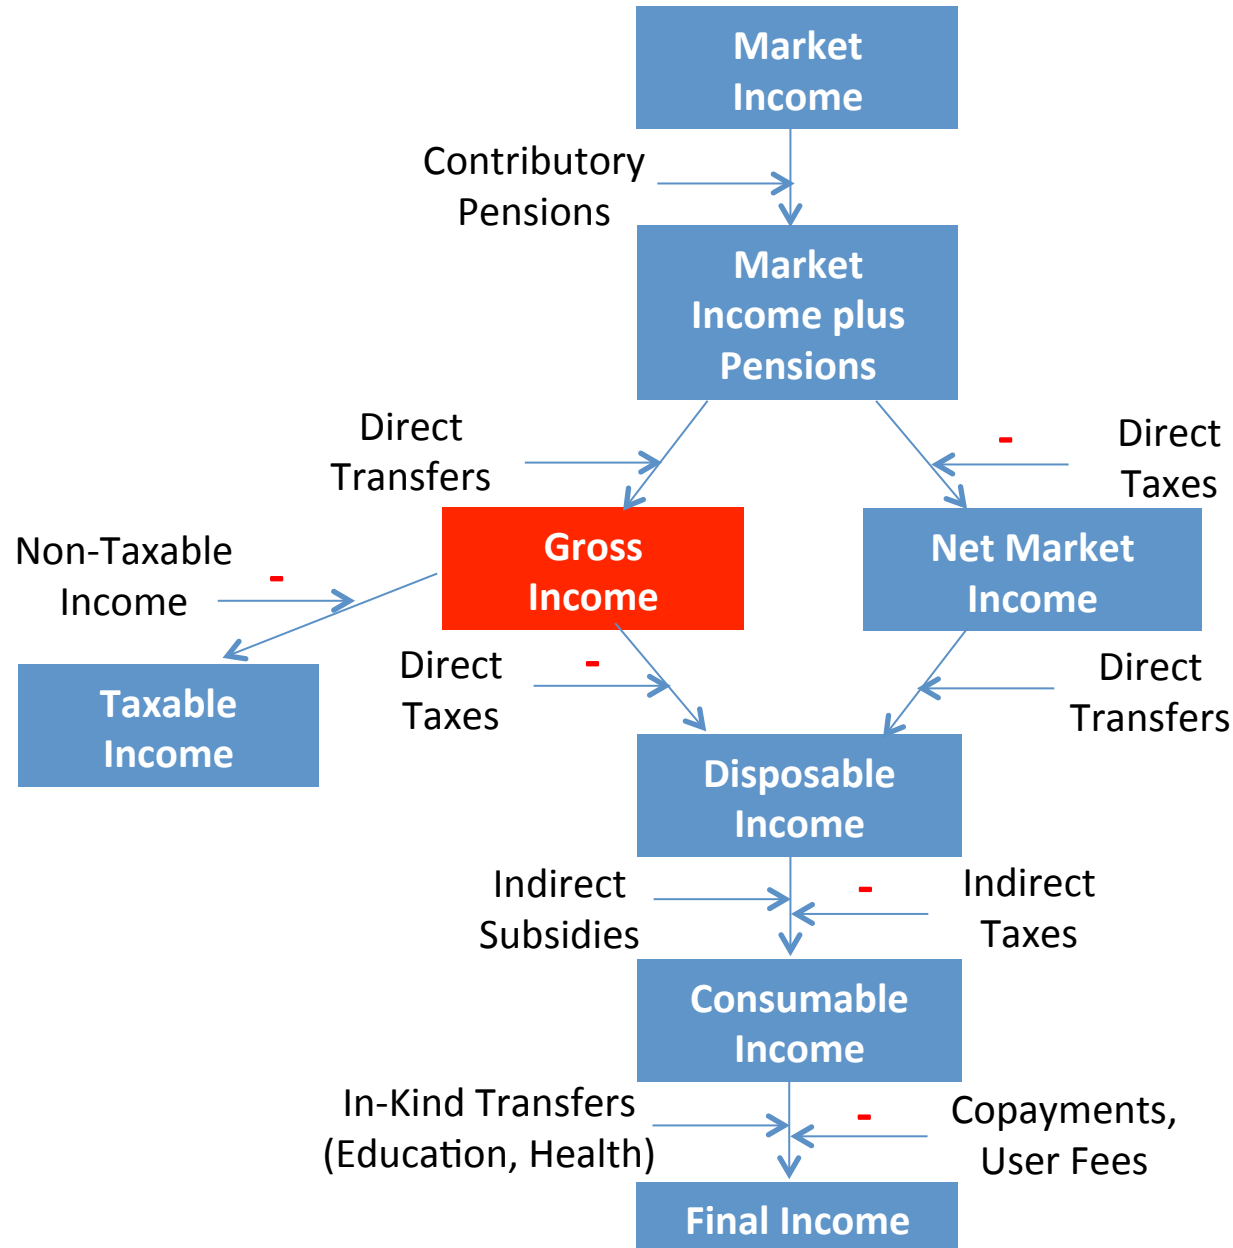 Market
Income
Contributory
Pensions
Market
Income plus
Pensions
Direct
Transfers
-
Direct
Taxes
Non-Taxable
Income
-
Gross
Income
Net Market
Income
Taxable
Income
Direct
Taxes
-
Direct
Transfers
Disposable
Income
Indirect
Subsidies
-
Indirect
Taxes
Consumable
Income
In-Kind Transfers
(Education, Health)
-
Copayments,
User Fees
Final Income